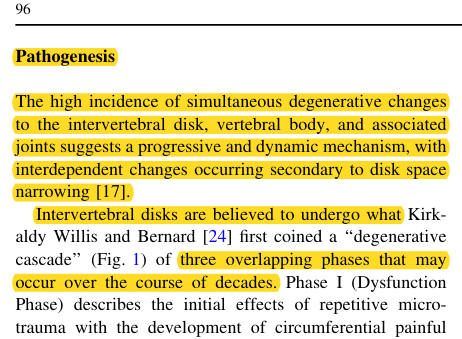 96
Pathogenesis
The high incidence of simultaneous degenerative changes
to the intervertebral disk, vertebral body, and associated
joints suggests a progressive and dynamic mechanism, with
interdependent changes occurring secondary to disk space
narrowing [17].
Intervertebral disks are believed to undergo what Kirk-
aldy Willis and Bernard [24] first coined a ‘‘degenerative
cascade’’ (Fig. 1) of three overlapping phases that may
occur over the course of decades. Phase I (Dysfunction
Phase) describes the initial effects of repetitive micro-
trauma with the development of circumferential painful